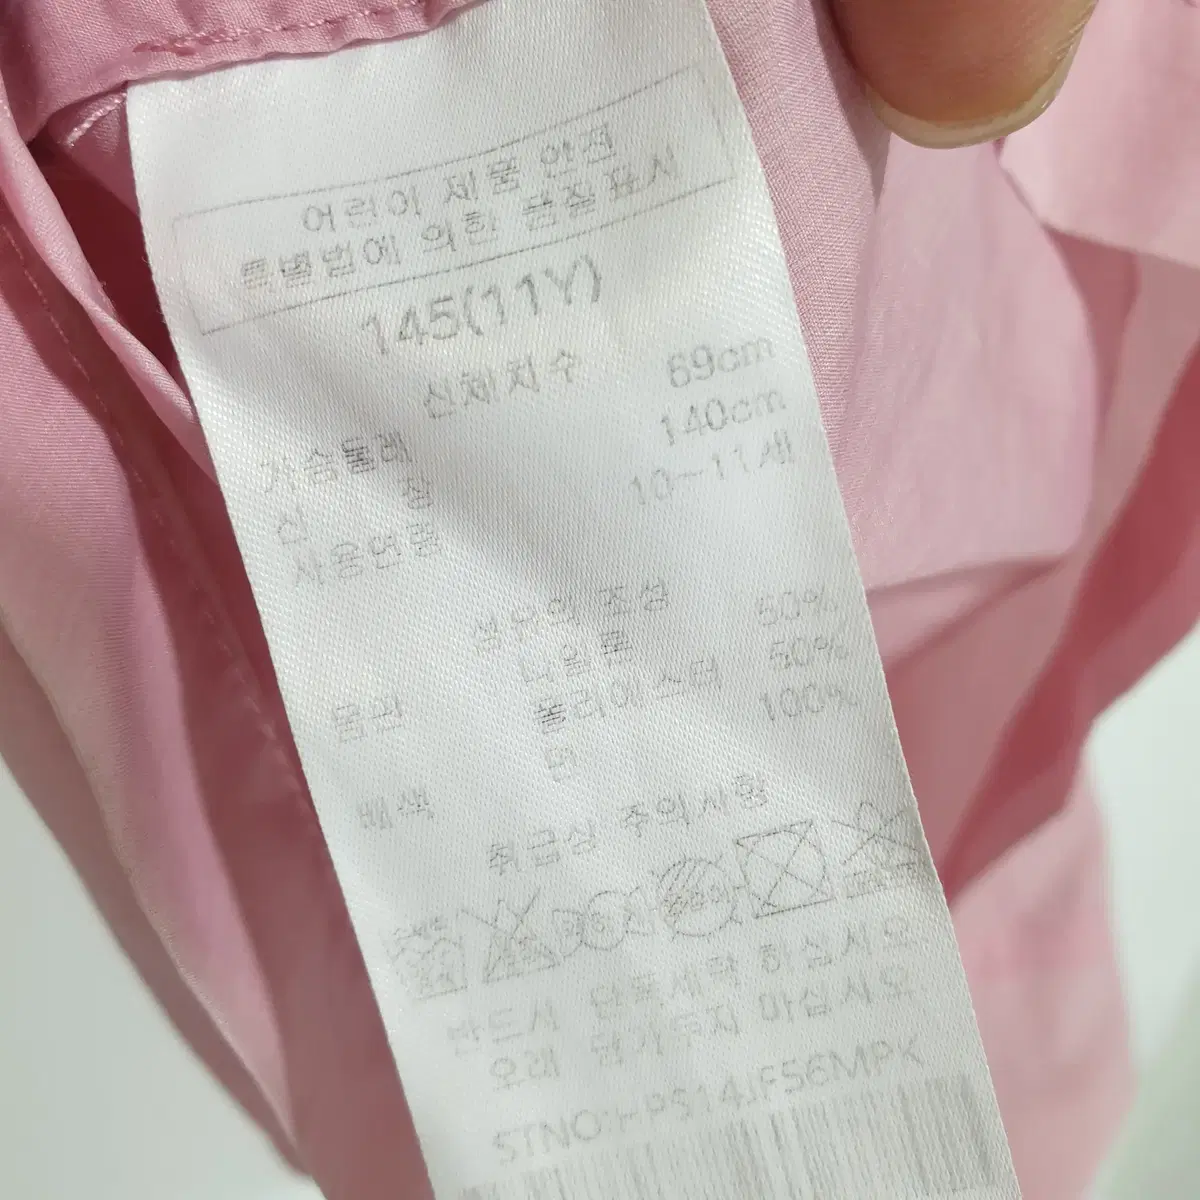 어린이 제품 안전
특별법에 의한 품질표시
145(11Y)
신체치수
가슴둘레 69cm
신 장 140cm
사용연령 10~11세
섬유의 조성
몸판 나일론 50%
폴리에스터 50%
배색 면 100%
취급상 주의사항
반드시 단독세탁 하십시오
오래 담가두지 마십시오
STNO:HPS14JF56MPK